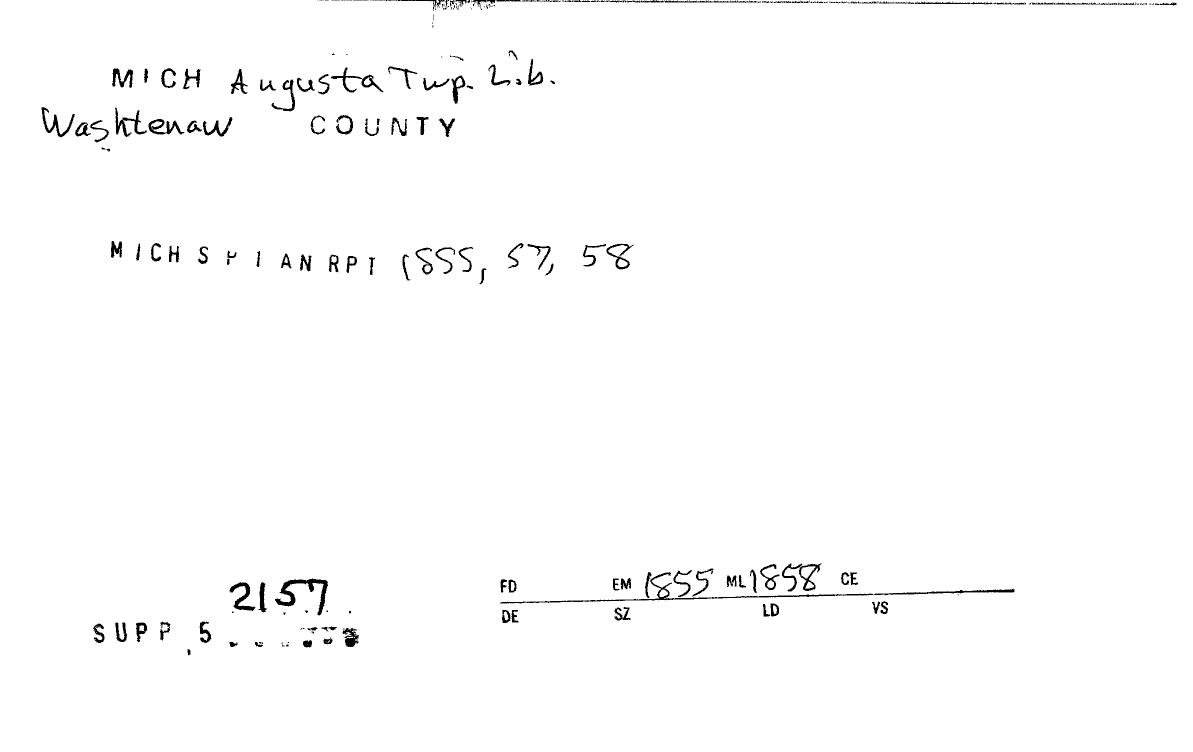 MICH Augusta Twp. Lib.
Washtenaw COUNTY
MICH SPI AN RPT 1855, 57, 58
2157
SUPP 5
FD EM 1855 ML 1858 CE
DE SZ LD VS